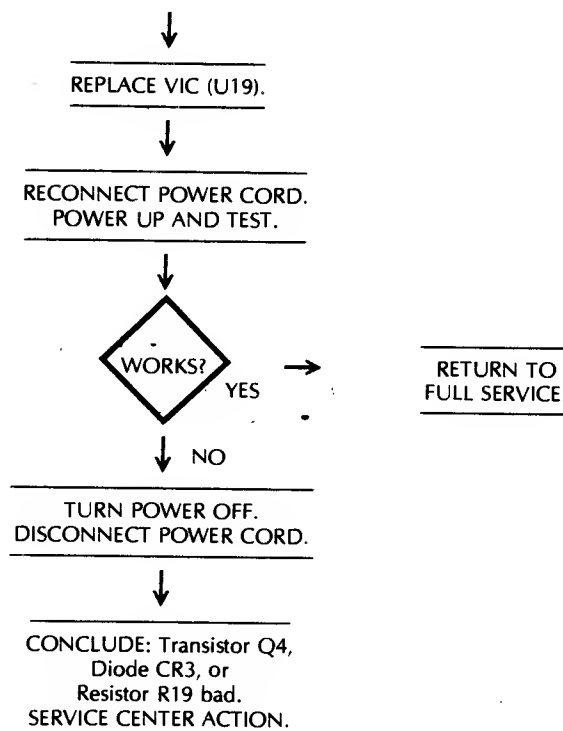 REPLACE VIC (U19).
RECONNECT POWER CORD.
POWER UP AND TEST.
WORKS?
YES
RETURN TO
FULL SERVICE
NO
TURN POWER OFF.
DISCONNECT POWER CORD.
CONCLUDE: Transistor Q4,
Diode CR3, or
Resistor R19 bad.
SERVICE CENTER ACTION.